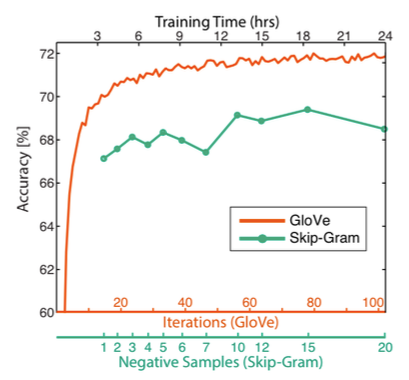 Training Time (hrs)
3 6 9 12 15 18 21 24
Accuracy [%]
72
70
68
66
64
62
60
GloVe
Skip-Gram
20 40 60 80 100
Iterations (GloVe)
1 2 3 4 5 6 7 10 12 15 20
Negative Samples (Skip-Gram)